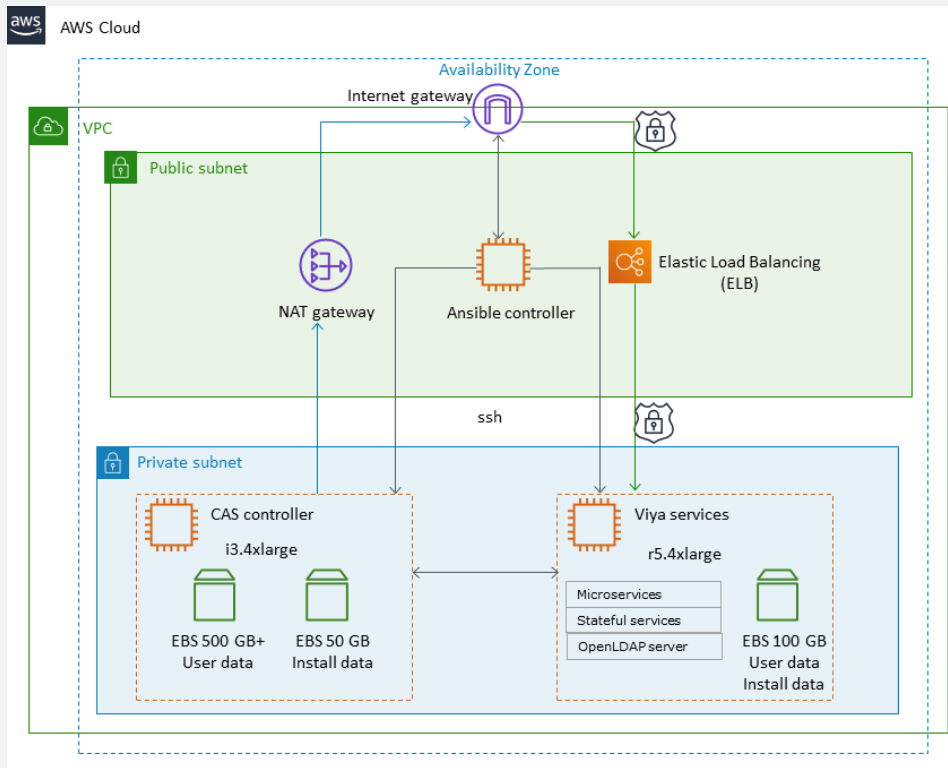 aws
AWS Cloud
Availability Zone
Internet gateway
VPC
Public subnet
Elastic Load Balancing
(ELB)
NAT gateway
Ansible controller
ssh
Private subnet
CAS controller
i3.4xlarge
EBS 500 GB+
User data
EBS 50 GB
Install data
Viya services
r5.4xlarge
Microservices
Stateful services
OpenLDAP server
EBS 100 GB
User data
Install data